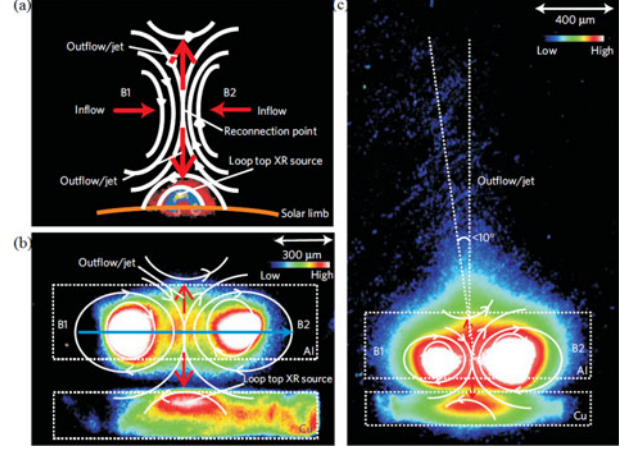 (a)
Outflow/jet
B1
B2
Inflow
Inflow
Reconnection point
Outflow/jet
Loop top XR source
Solar limb
(b)
300 µm
Outflow/jet
Low
High
B1
B2
Al
Loop top XR source
Cu
(c)
400 µm
Low
High
Outflow/jet
<10°
B1
B2
Al
Cu